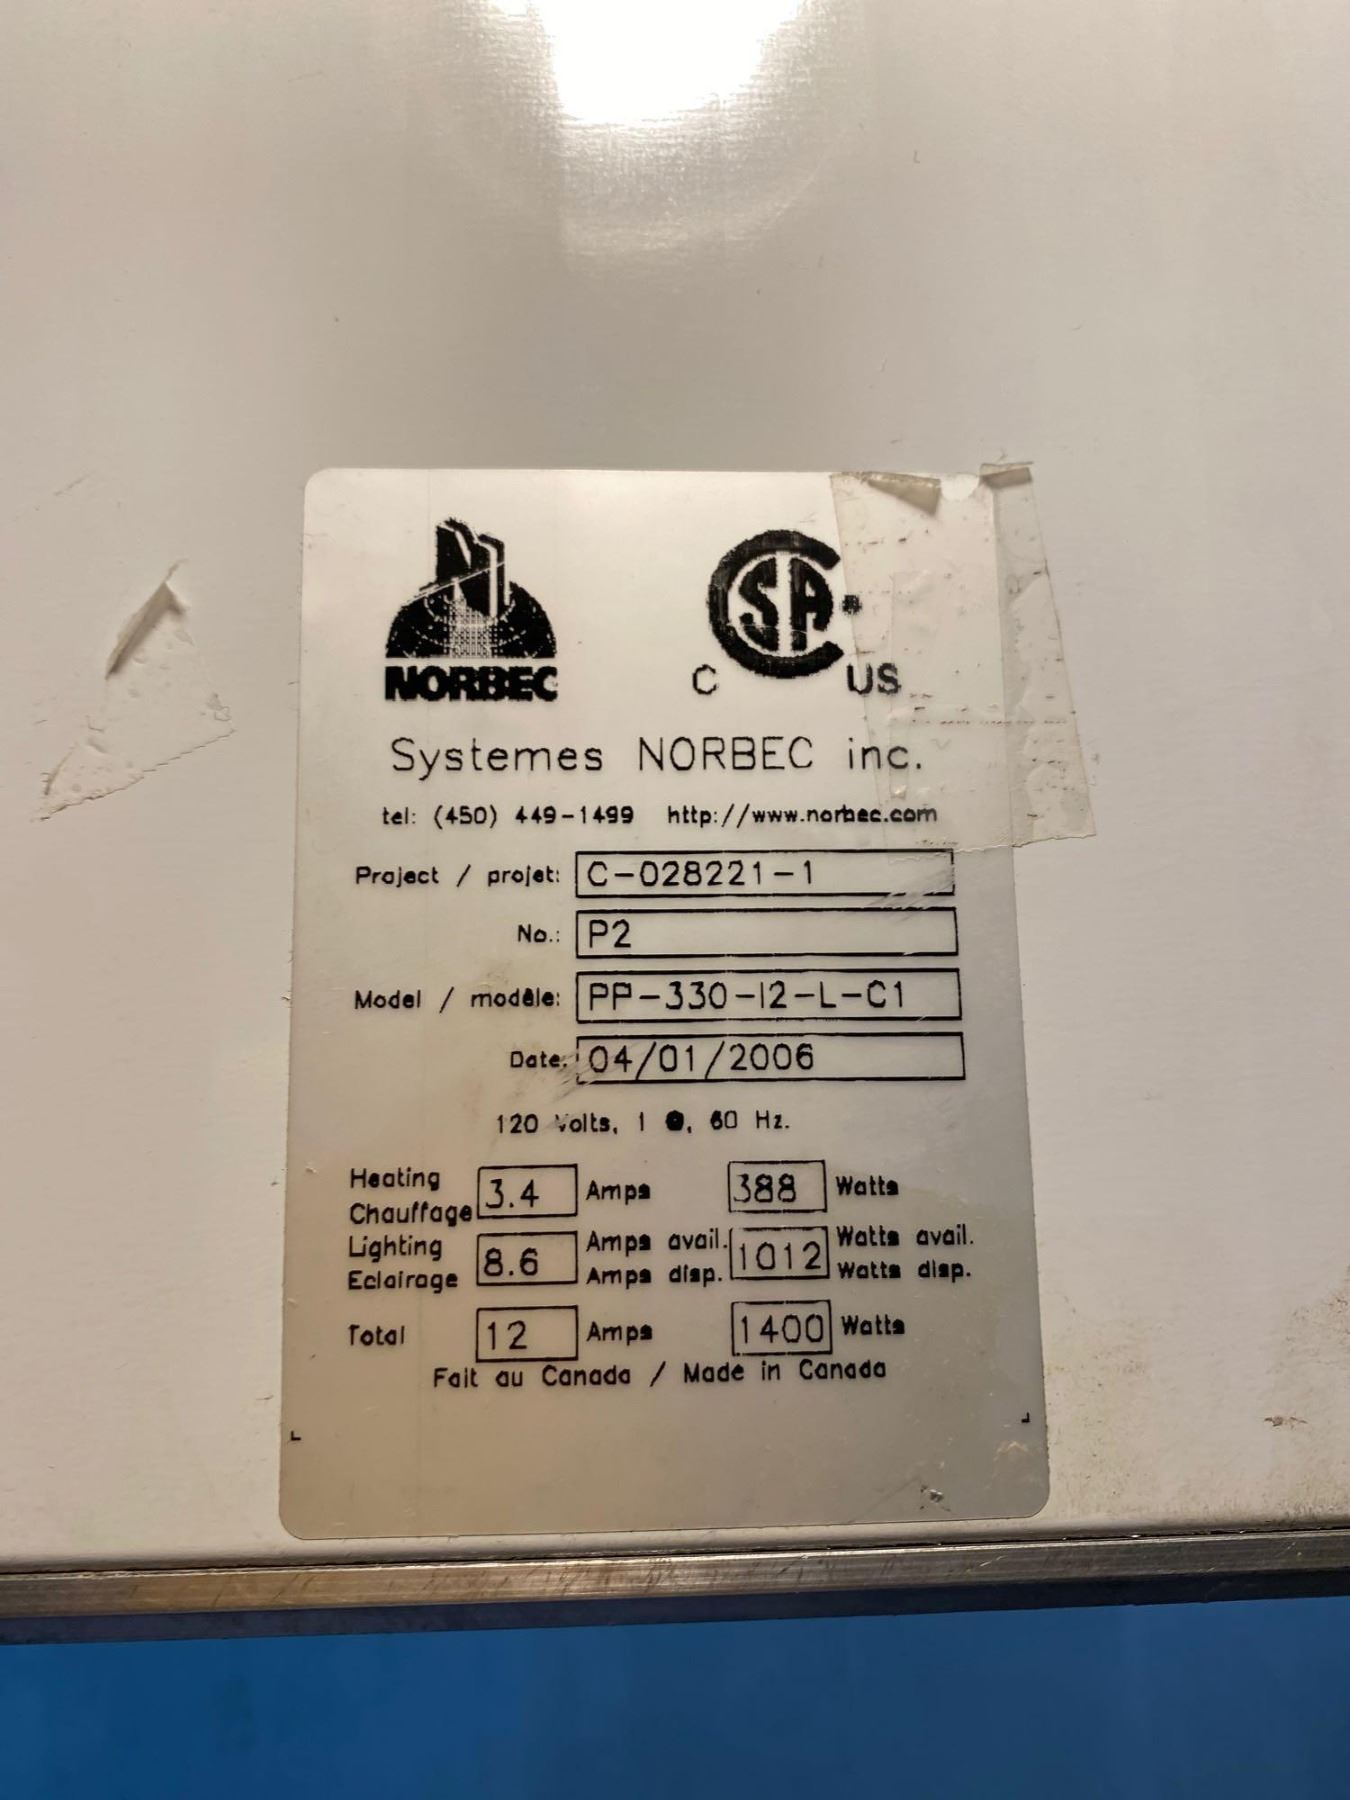 NORBEC
CSA
C US
Systemes NORBEC inc.
tel: (450) 449-1499 http://www.norbec.com
Project / projet: C-028221-1
No.: P2
Model / modèle: PP-330-I2-L-C1
Date: 04/01/2006
120 Volts, 1 Ø, 60 Hz.
Heating 3.4 Amps 388 Watts
Chauffage
Lighting 8.6 Amps avail. 1012 Watts avail.
Eclairage Amps disp. Watts disp.
Total 12 Amps 1400 Watts
Fait au Canada / Made in Canada